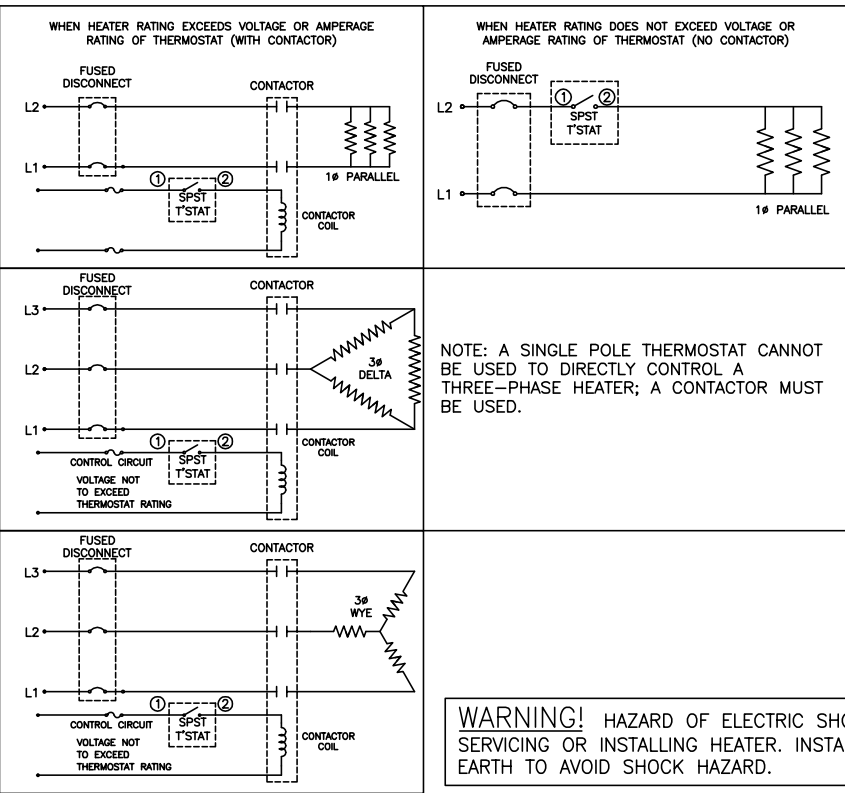 WHEN HEATER RATING EXCEEDS VOLTAGE OR AMPERAGE
RATING OF THERMOSTAT (WITH CONTACTOR)
FUSED
DISCONNECT
CONTACTOR
L2
L1
1ø PARALLEL
① ②
SPST
T'STAT
CONTACTOR
COIL
WHEN HEATER RATING DOES NOT EXCEED VOLTAGE OR
AMPERAGE RATING OF THERMOSTAT (NO CONTACTOR)
FUSED
DISCONNECT
L2
① ②
SPST
T'STAT
L1
1ø PARALLEL
FUSED
DISCONNECT
CONTACTOR
L3
L2
3ø
DELTA
L1
① ②
CONTROL CIRCUIT
SPST
T'STAT
CONTACTOR
COIL
VOLTAGE NOT
TO EXCEED
THERMOSTAT RATING
NOTE: A SINGLE POLE THERMOSTAT CANNOT
BE USED TO DIRECTLY CONTROL A
THREE-PHASE HEATER; A CONTACTOR MUST
BE USED.
FUSED
DISCONNECT
CONTACTOR
L3
3ø
WYE
L2
L1
① ②
CONTROL CIRCUIT
SPST
T'STAT
CONTACTOR
COIL
VOLTAGE NOT
TO EXCEED
THERMOSTAT RATING
WARNING! HAZARD OF ELECTRIC
SERVICING OR INSTALLING HEATER.
EARTH TO AVOID SHOCK HAZARD.